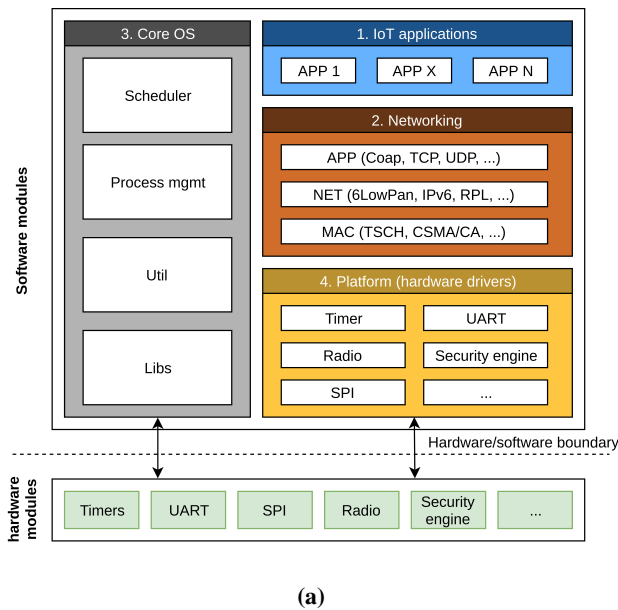 Software modules
3. Core OS
Scheduler
Process mgmt
Util
Libs
1. IoT applications
APP 1
APP X
APP N
2. Networking
APP (Coap, TCP, UDP, ...)
NET (6LowPan, IPv6, RPL, ...)
MAC (TSCH, CSMA/CA, ...)
4. Platform (hardware drivers)
Timer
UART
Radio
Security engine
SPI
...
Hardware/software boundary
hardware
modules
Timers
UART
SPI
Radio
Security
engine
...
(a)